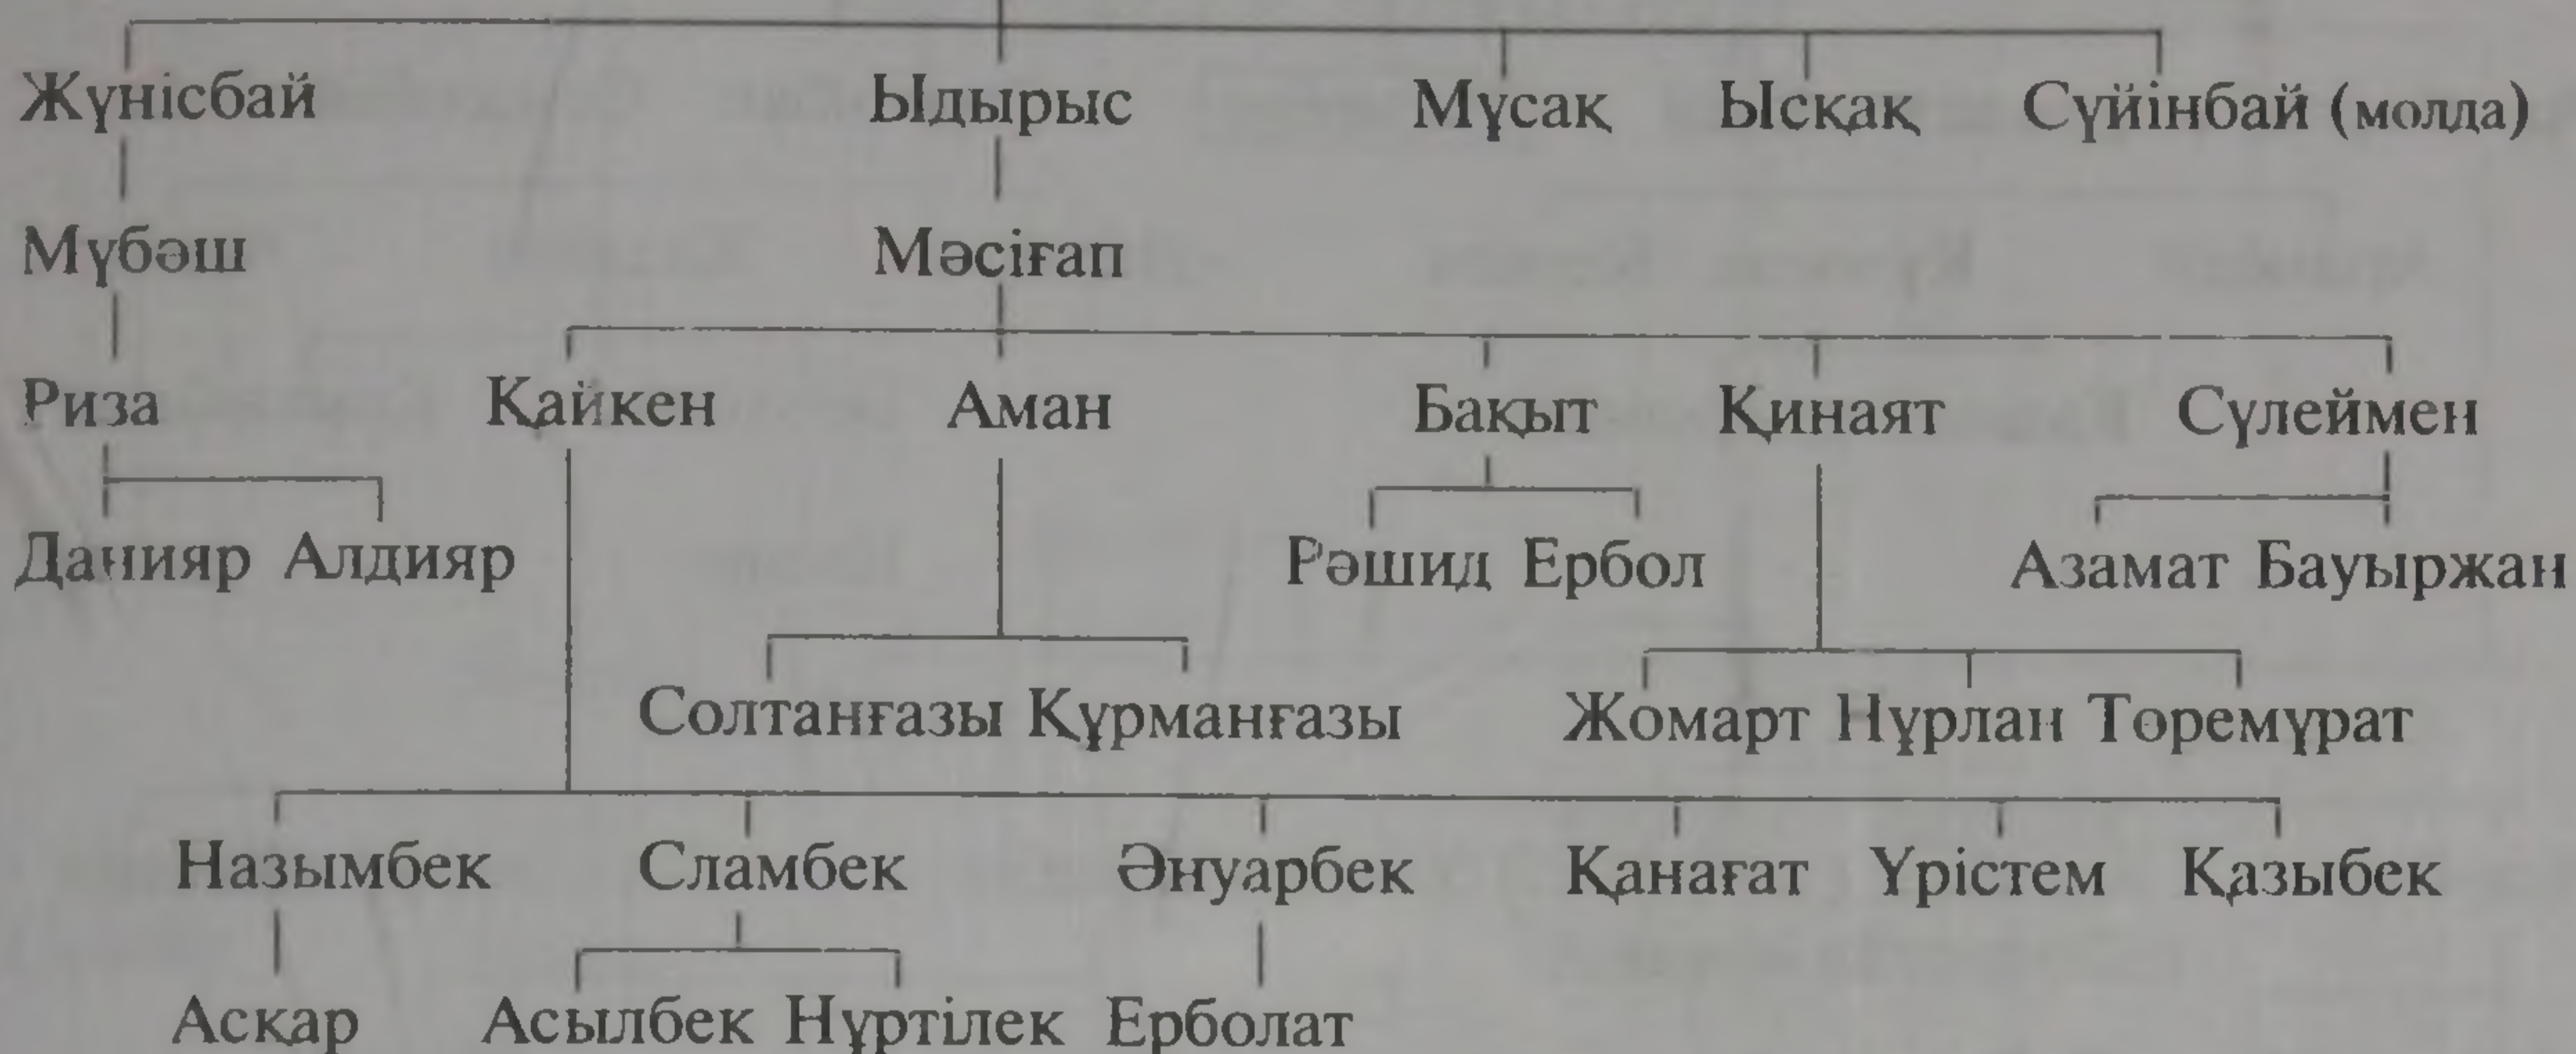 Жүнісбай Ыдырыс Мұсақ Ысқақ Сүйінбай (молда)
Мүбәш Мәсіғап
Риза Қайкен Аман Бақыт Қинаят Сүлеймен
Данияр Алдияр Рәшид Ербол Азамат Бауыржан
Солтанғазы Құрманғазы Жомарт Нұрлан Төремұрат
Назымбек Сламбек Әнуарбек Қанағат Үрістем Қазыбек
Асқар Асылбек Нұртілек Ерболат